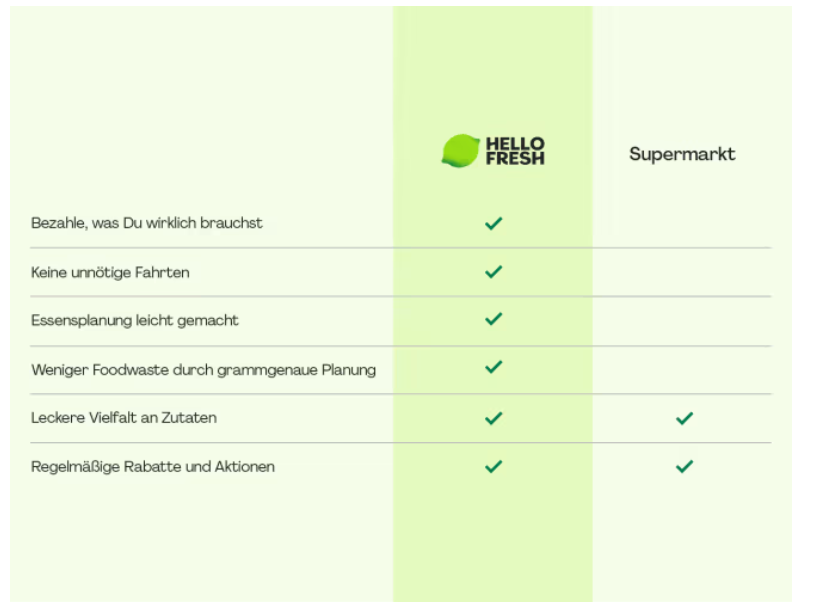 HELLO
FRESH
Supermarkt
Bezahle, was Du wirklich brauchst
Keine unnötige Fahrten
Essensplanung leicht gemacht
Weniger Foodwaste durch grammgenaue Planung
Leckere Vielfalt an Zutaten
Regelmäßige Rabatte und Aktionen